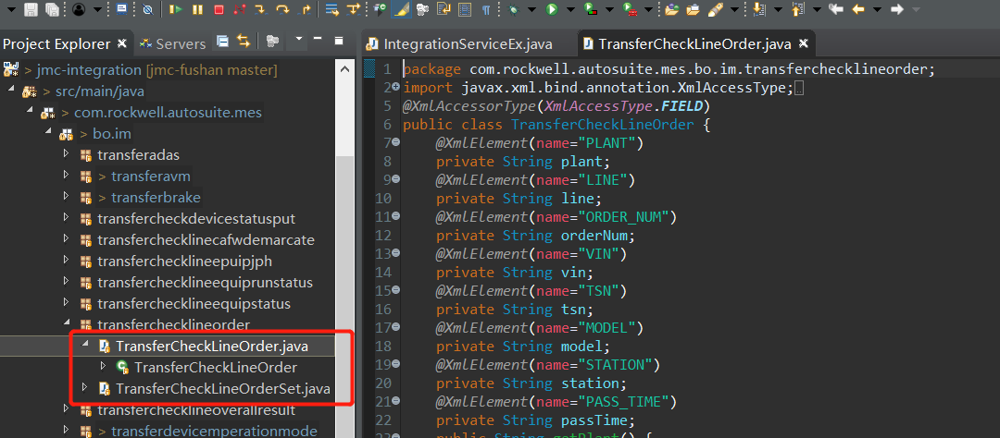 Project Explorer
Servers
> jmc-integration [jmc-fushan master]
> src/main/java
> com.rockwell.autosuite.mes
> bo.im
transferadas
> transferavm
> transferbrake
transfercheckdevicestatusput
transferchecklinecafwdemarcate
transferchecklineepuipjph
transferchecklineequiprunstatus
transferchecklineequipstatus
transferchecklineorder
TransferCheckLineOrder.java
TransferCheckLineOrder
TransferCheckLineOrderSet.java
transferchecklineoverallresult
> transferdevicemperationmode
IntegrationServiceEx.java
TransferCheckLineOrder.java
1 package com.rockwell.autosuite.mes.bo.im.transferchecklineorder;
2 import javax.xml.bind.annotation.XmlAccessType;
5 @XmlAccessorType(XmlAccessType.FIELD)
6 public class TransferCheckLineOrder {
7 @XmlElement(name="PLANT")
8 private String plant;
9 @XmlElement(name="LINE")
10 private String line;
11 @XmlElement(name="ORDER_NUM")
12 private String orderNum;
13 @XmlElement(name="VIN")
14 private String vin;
15 @XmlElement(name="TSN")
16 private String tsn;
17 @XmlElement(name="MODEL")
18 private String model;
19 @XmlElement(name="STATION")
20 private String station;
21 @XmlElement(name="PASS_TIME")
22 private String passTime;
23 public String getPlant() {